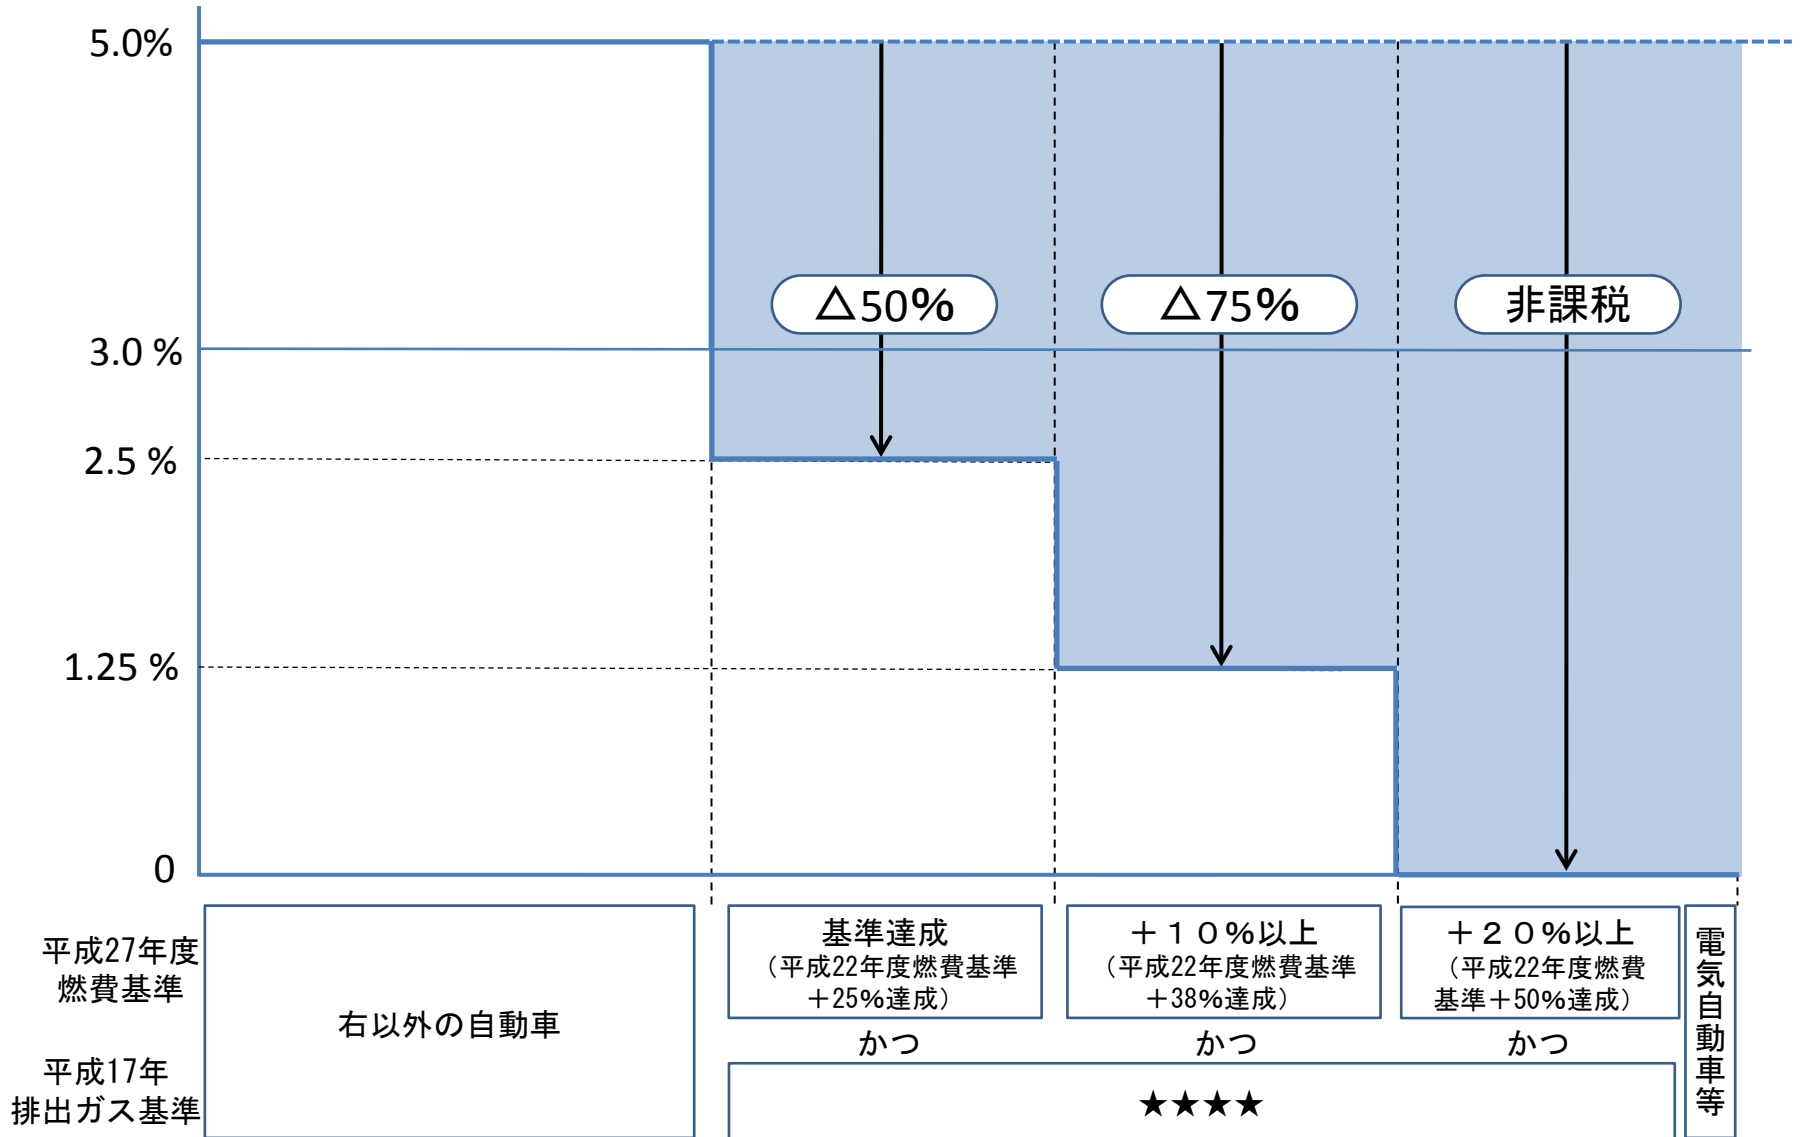 5.0%
△50%
△75%
非課税
3.0 %
2.5 %
1.25 %
0
平成27年度
燃費基準
平成17年
排出ガス基準
右以外の自動車
基準達成
（平成22年度燃費基準
＋25%達成）
かつ
＋１０%以上
（平成22年度燃費基準
＋38%達成）
かつ
＋２０%以上
（平成22年度燃費
基準＋50%達成）
かつ
★★★★
電気自動車等